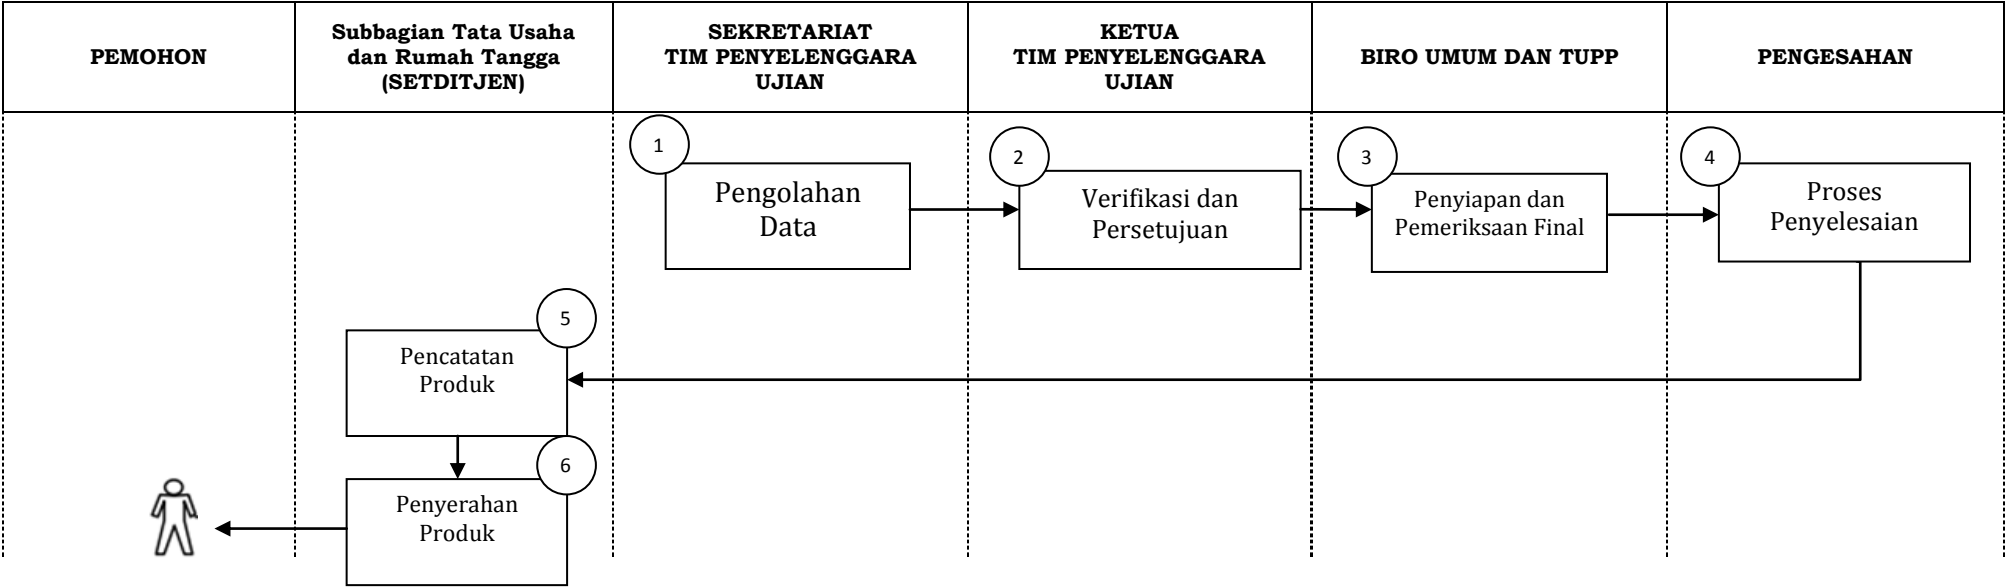 PEMOHON
Subbagian Tata Usaha
dan Rumah Tangga
(SETDITJEN)
SEKRETARIAT
TIM PENYELENGGARA
UJIAN
KETUA
TIM PENYELENGGARA
UJIAN
BIRO UMUM DAN TUPP
PENGESAHAN
1
Pengolahan
Data
2
Verifikasi dan
Persetujuan
3
Penyiapan dan
Pemeriksaan Final
4
Proses
Penyelesaian
5
Pencatatan
Produk
6
Penyerahan
Produk